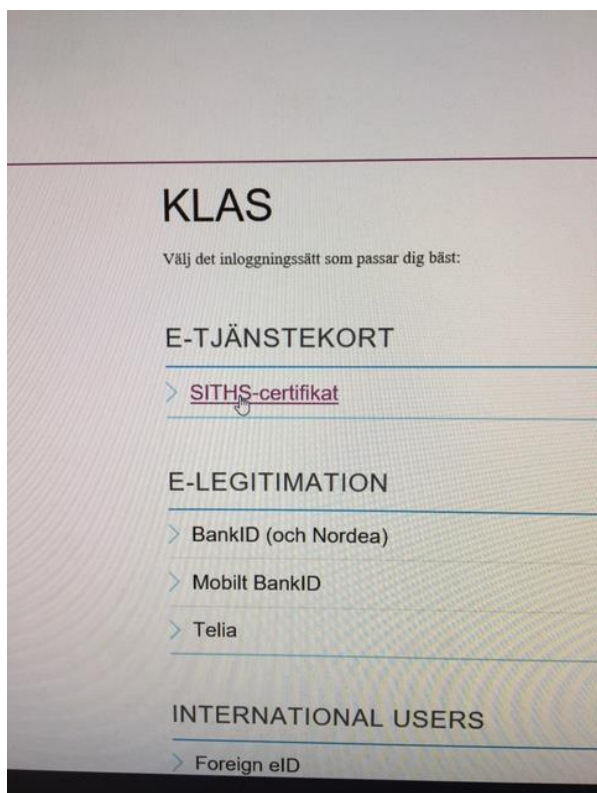 KLAS
Välj det inloggningssätt som passar dig bäst:
E-TJÄNSTEKORT
SITHS-certifikat
E-LEGITIMATION
BankID (och Nordea)
Mobilt BankID
Telia
INTERNATIONAL USERS
Foreign eID